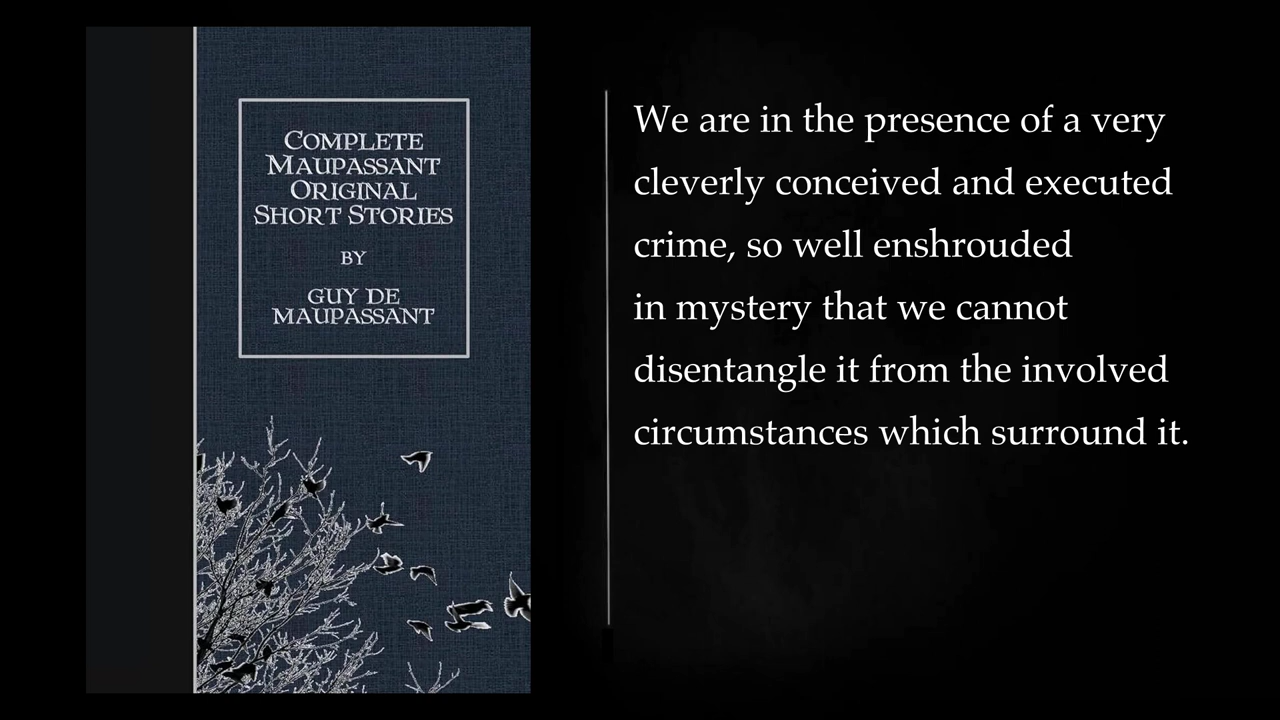 COMPLETE
MAUPASSANT
ORIGINAL
SHORT STORIES
BY
GUY DE
MAUPASSANT
We are in the presence of a very
cleverly conceived and executed
crime, so well enshrouded
in mystery that we cannot
disentangle it from the involved
circumstances which surround it.